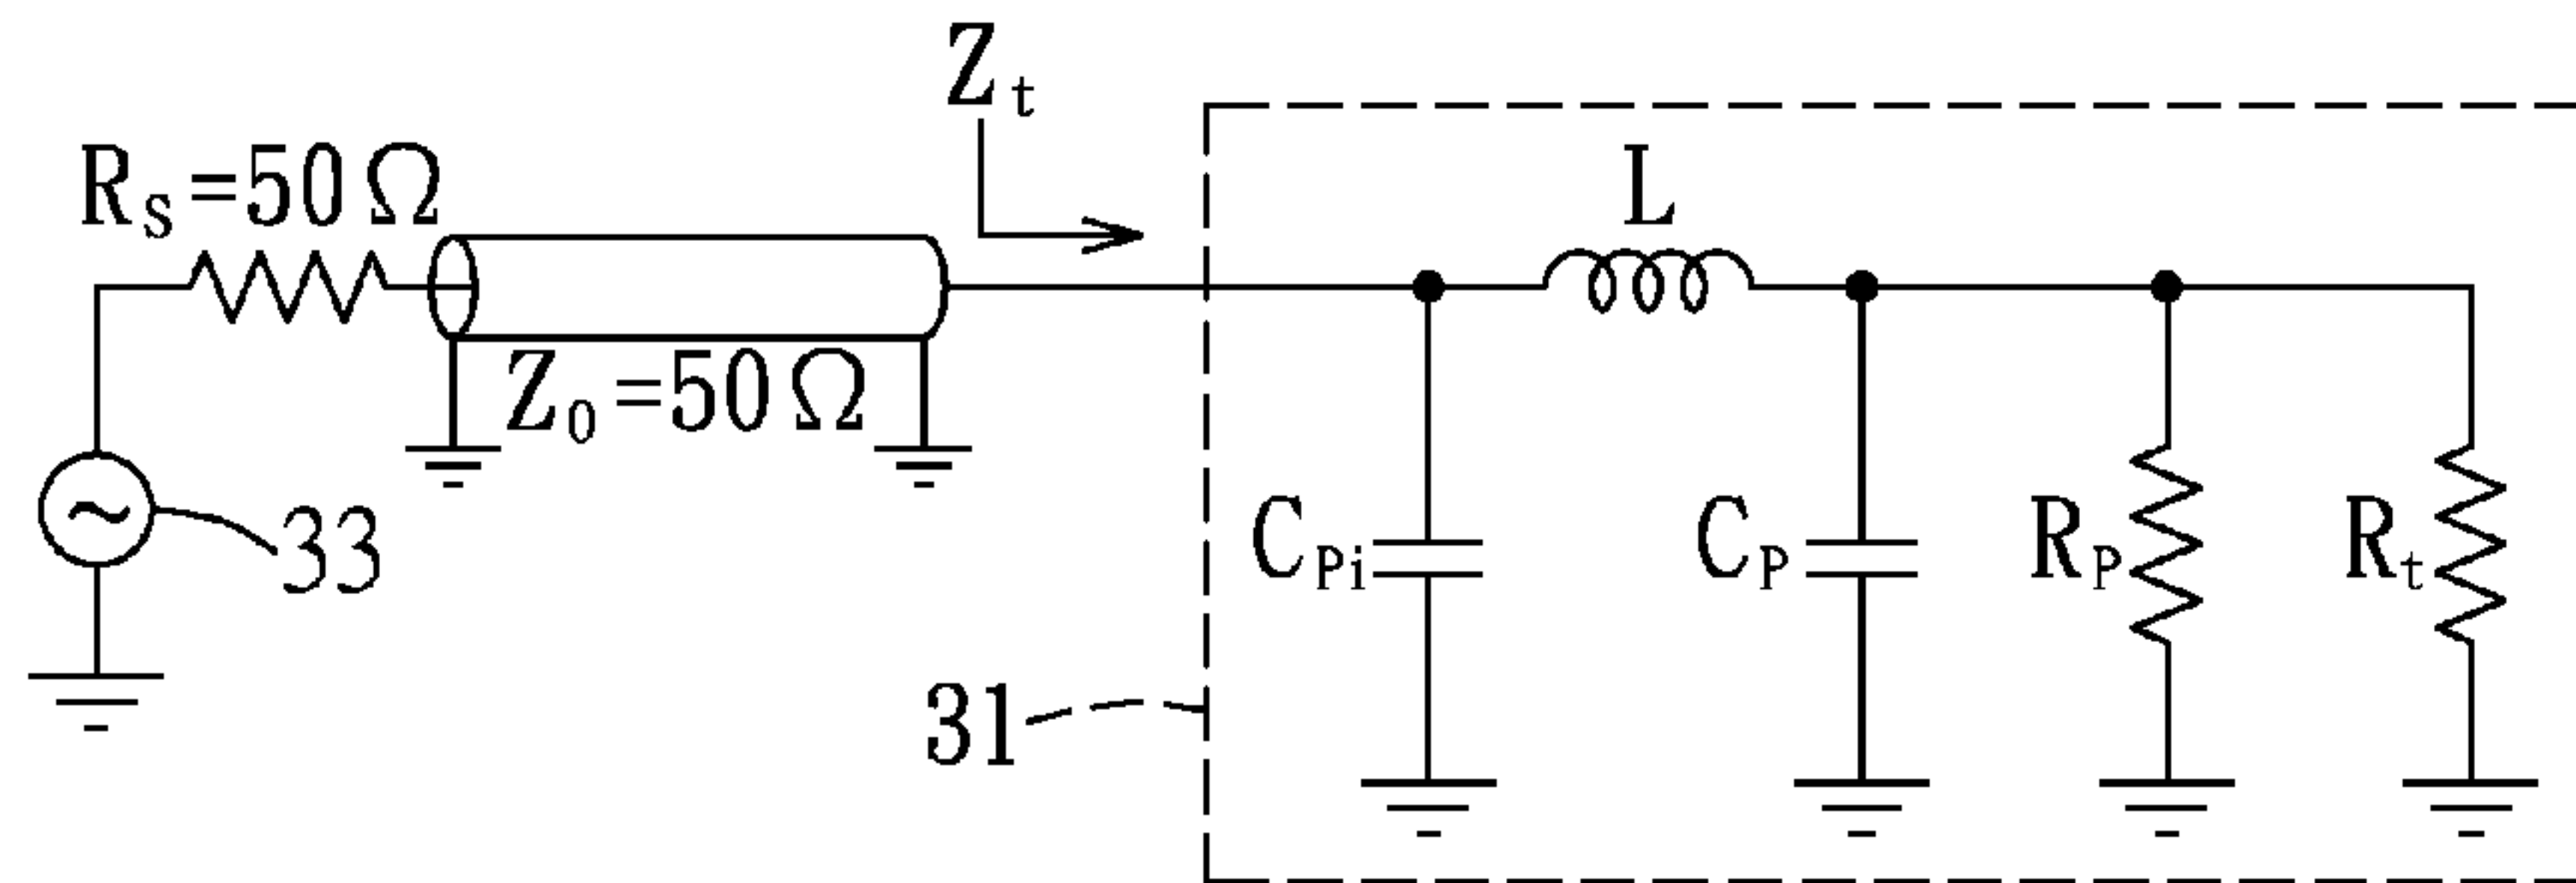 Zt
RS=50Ω
L
Z0=50Ω
CPi
CP
RP
Rt
33
31